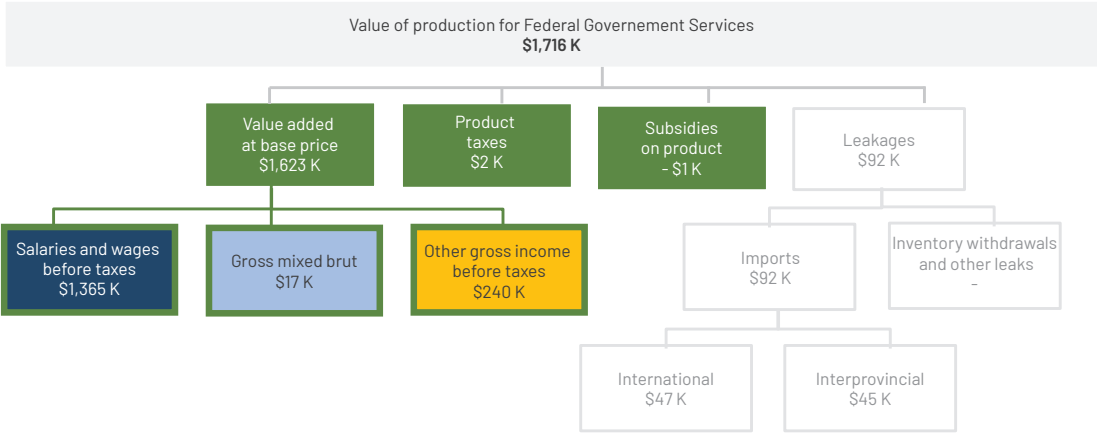 Value of production for Federal Governement Services
$1,716 K
Value added
at base price
$1,623 K
Product
taxes
$2 K
Subsidies
on product
- $1 K
Leakages
$92 K
Salaries and wages
before taxes
$1,365 K
Gross mixed brut
$17 K
Other gross income
before taxes
$240 K
Imports
$92 K
Inventory withdrawals
and other leaks
-
International
$47 K
Interprovincial
$45 K